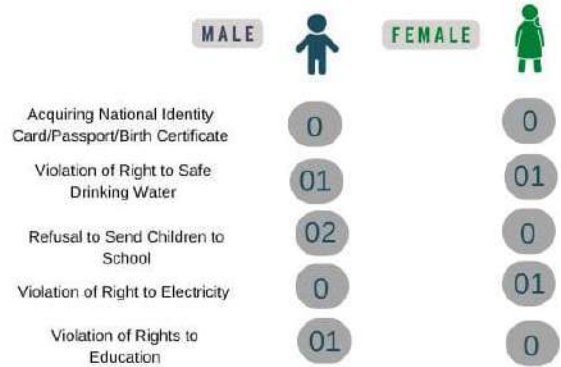 MALE FEMALE
Acquiring National Identity
Card/Passport/Birth Certificate
0 0
Violation of Right to Safe
Drinking Water
01 01
Refusal to Send Children to
School
02 0
Violation of Right to Electricity
0 01
Violation of Rights to
Education
01 0